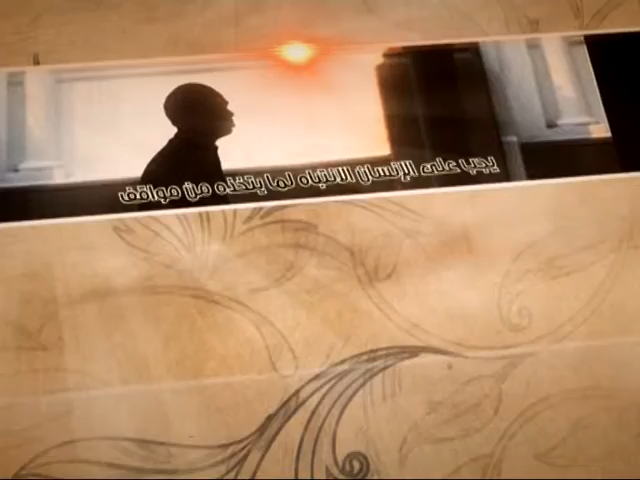 يجب على الإنسان الانتباه لما يتخذه من مواقف